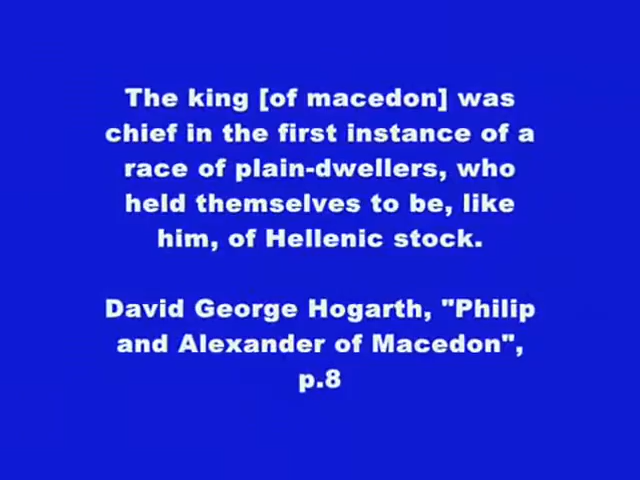 The king [of macedon] was
chief in the first instance of a
race of plain-dwellers, who
held themselves to be, like
him, of Hellenic stock.
David George Hogarth, "Philip
and Alexander of Macedon",
p.8